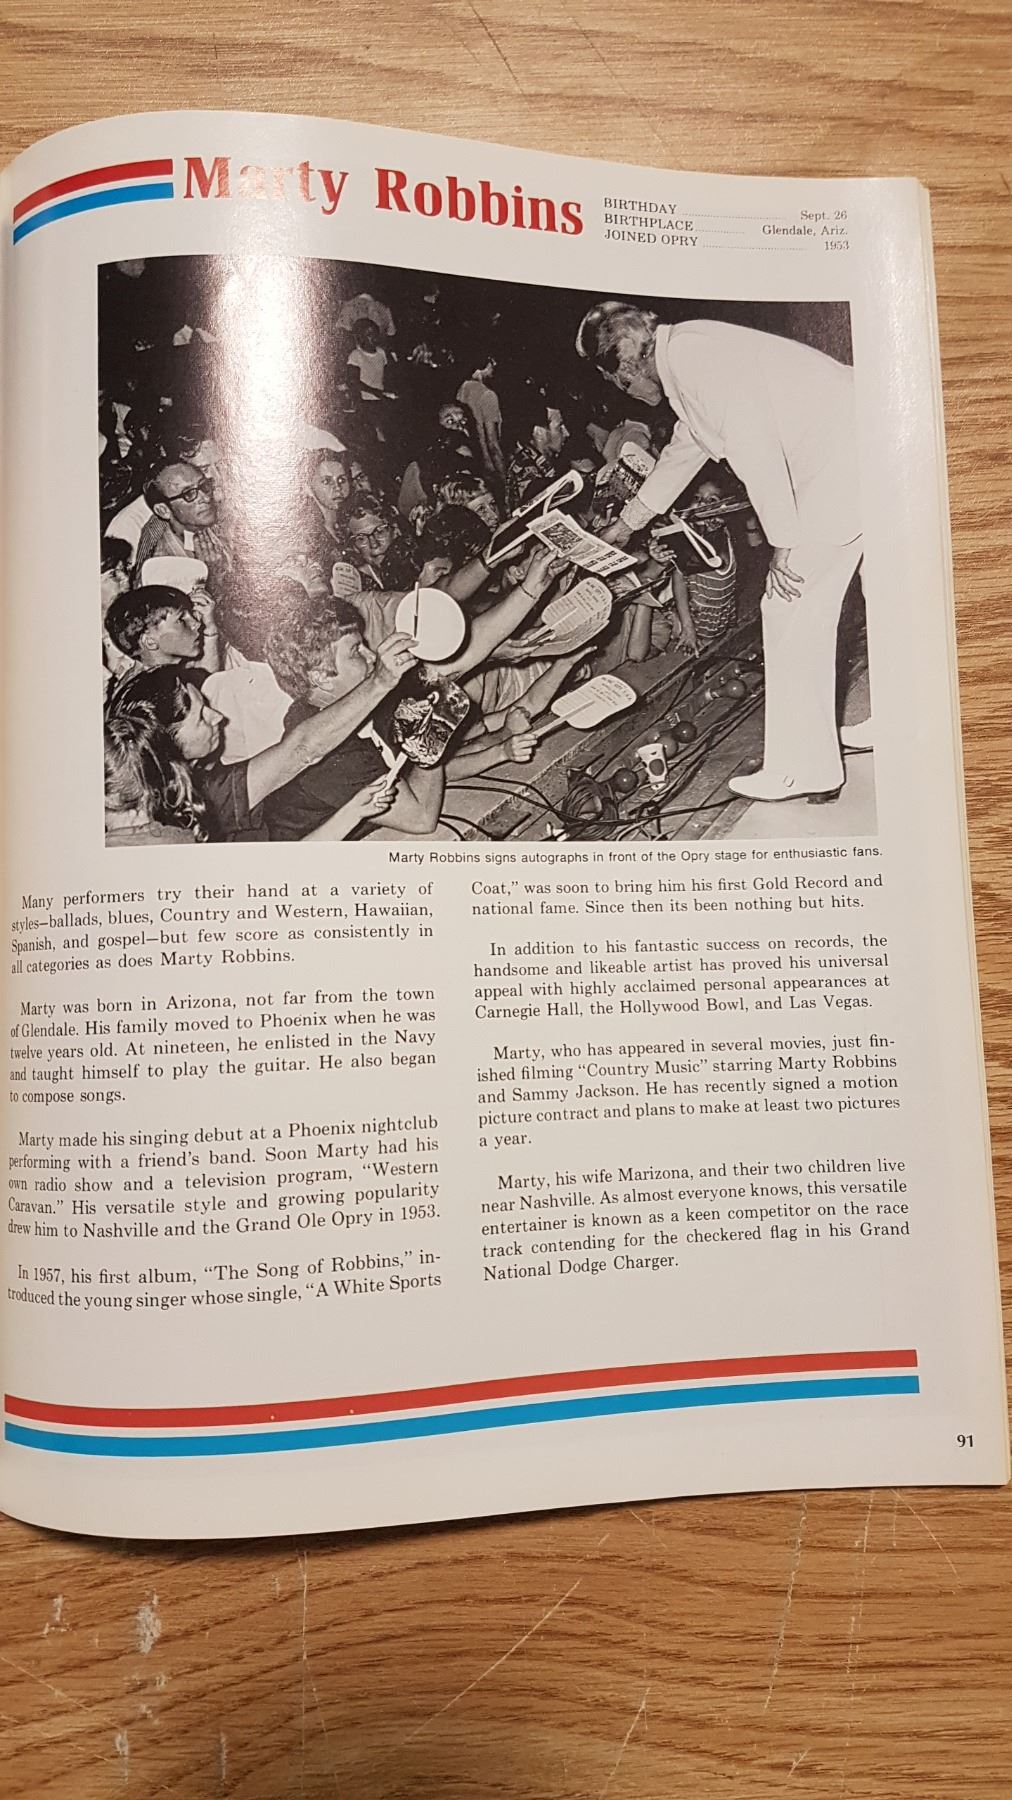 Marty Robbins
BIRTHDAY ........................ Sept. 26
BIRTHPLACE ............ Glendale, Ariz.
JOINED OPRY ........................ 1953
Marty Robbins signs autographs in front of the Opry stage for enthusiastic fans.
Many performers try their hand at a variety of
styles—ballads, blues, Country and Western, Hawaiian,
Spanish, and gospel—but few score as consistently in
all categories as does Marty Robbins.
Marty was born in Arizona, not far from the town
of Glendale. His family moved to Phoenix when he was
twelve years old. At nineteen, he enlisted in the Navy
and taught himself to play the guitar. He also began
to compose songs.
Marty made his singing debut at a Phoenix nightclub
performing with a friend's band. Soon Marty had his
own radio show and a television program, "Western
Caravan." His versatile style and growing popularity
drew him to Nashville and the Grand Ole Opry in 1953.
In 1957, his first album, "The Song of Robbins," in-
troduced the young singer whose single, "A White Sports
Coat," was soon to bring him his first Gold Record and
national fame. Since then its been nothing but hits.
In addition to his fantastic success on records, the
handsome and likeable artist has proved his universal
appeal with highly acclaimed personal appearances at
Carnegie Hall, the Hollywood Bowl, and Las Vegas.
Marty, who has appeared in several movies, just fin-
ished filming "Country Music" starring Marty Robbins
and Sammy Jackson. He has recently signed a motion
picture contract and plans to make at least two pictures
a year.
Marty, his wife Marizona, and their two children live
near Nashville. As almost everyone knows, this versatile
entertainer is known as a keen competitor on the race
track contending for the checkered flag in his Grand
National Dodge Charger.
91